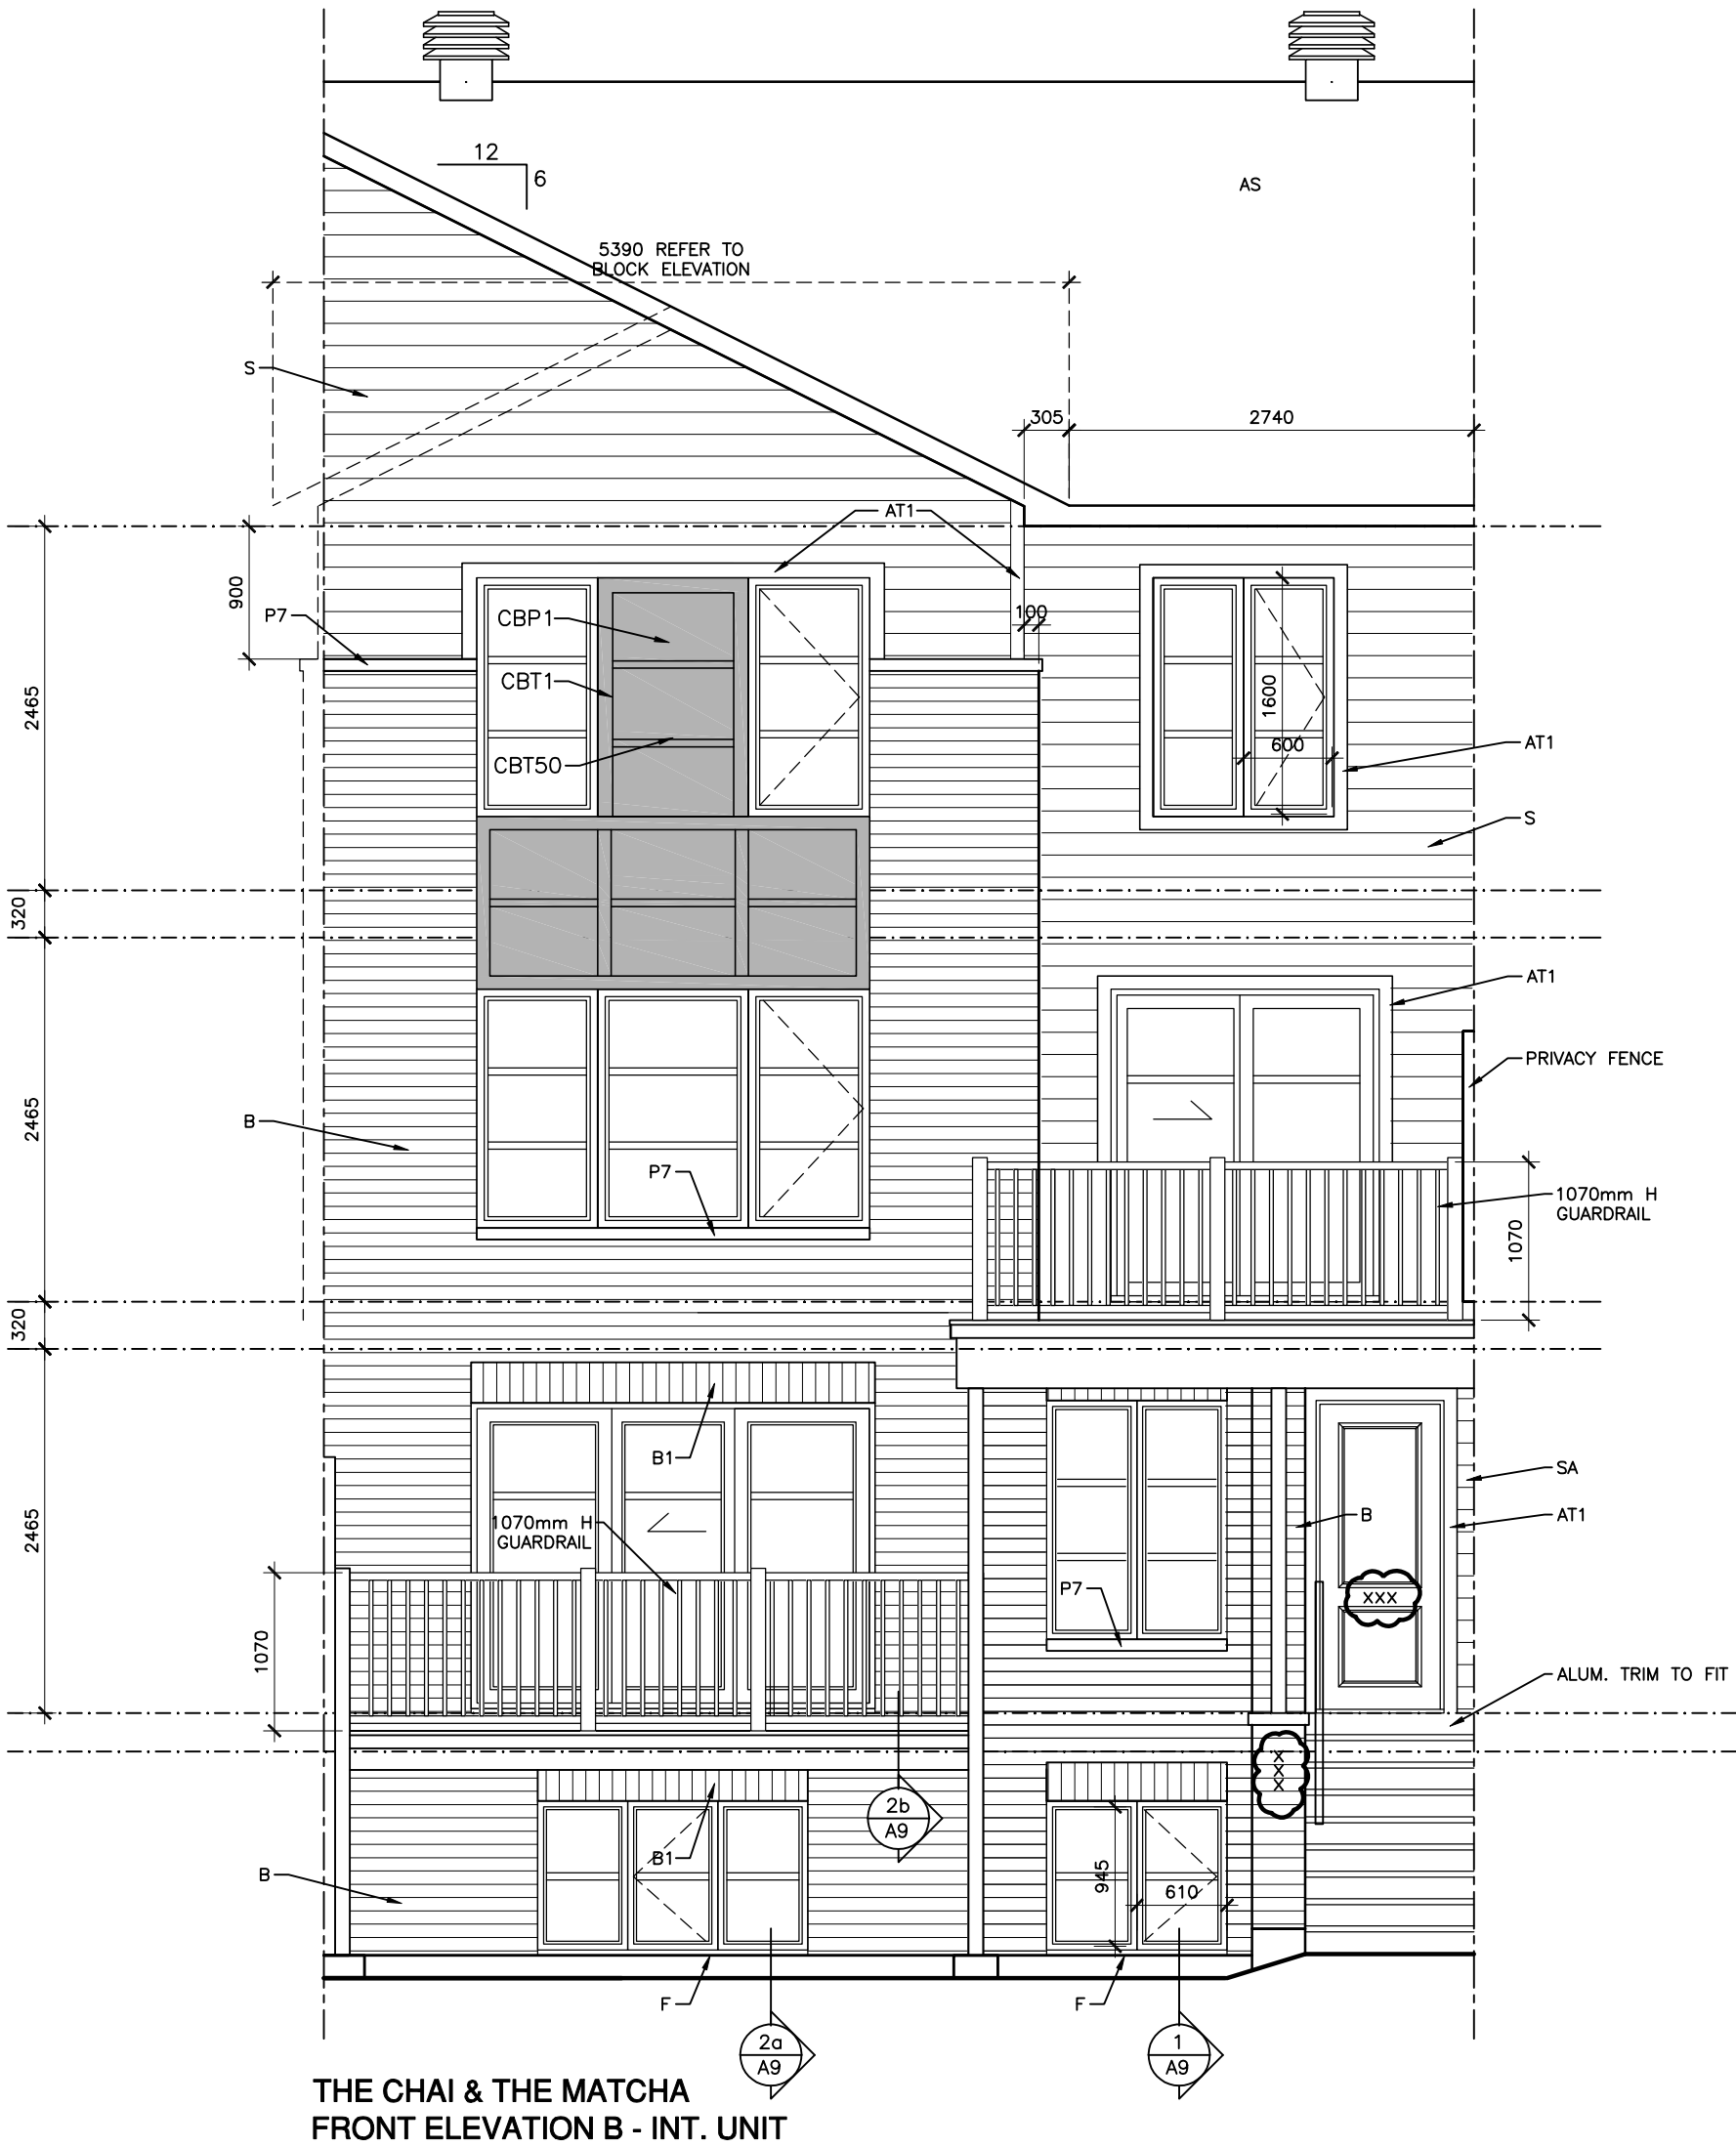 12
6
AS
5390 REFER TO
BLOCK ELEVATION
S
305
2740
AT1
900
P7
CBP1
100
CBT1
1600
2465
AT1
600
CBT50
S
320
AT1
PRIVACY FENCE
2465
B
P7
1070mm H
GUARDRAIL
1070
320
B1
SA
1070mm H
GUARDRAIL
B
AT1
2465
P7
XXX
1070
ALUM. TRIM TO FIT
X
X
X
2b
A9
B1
B
945
610
F
F
2a
A9
1
A9
THE CHAI & THE MATCHA
FRONT ELEVATION B - INT. UNIT